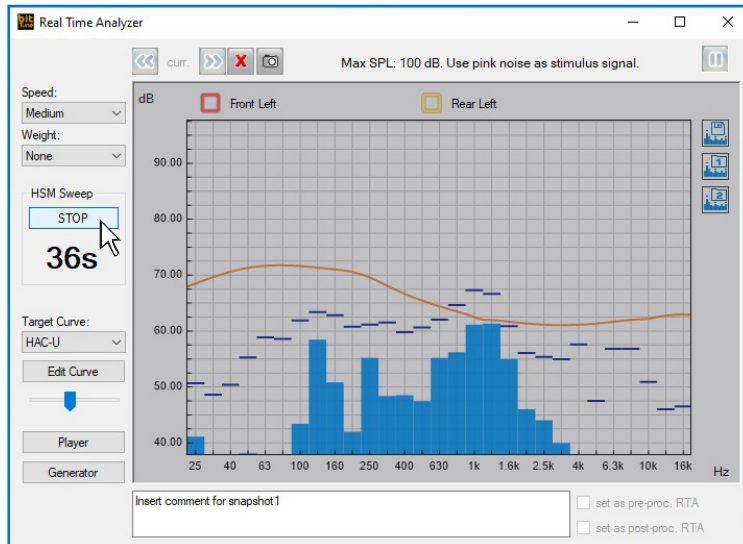 bit
tune
Real Time Analyzer
curr.
X
Max SPL: 100 dB. Use pink noise as stimulus signal.
Speed:
Medium
Weight:
None
HSM Sweep
STOP
36s
Target Curve:
HAC-U
Edit Curve
Player
Generator
dB
Front Left
Rear Left
90.00
80.00
70.00
60.00
50.00
40.00
25 40 63 100 160 250 400 630 1k 1.6k 2.5k 4k 6.3k 10k 16k
Hz
1
2
Insert comment for snapshot1
set as pre-proc. RTA
set as post-proc. RTA